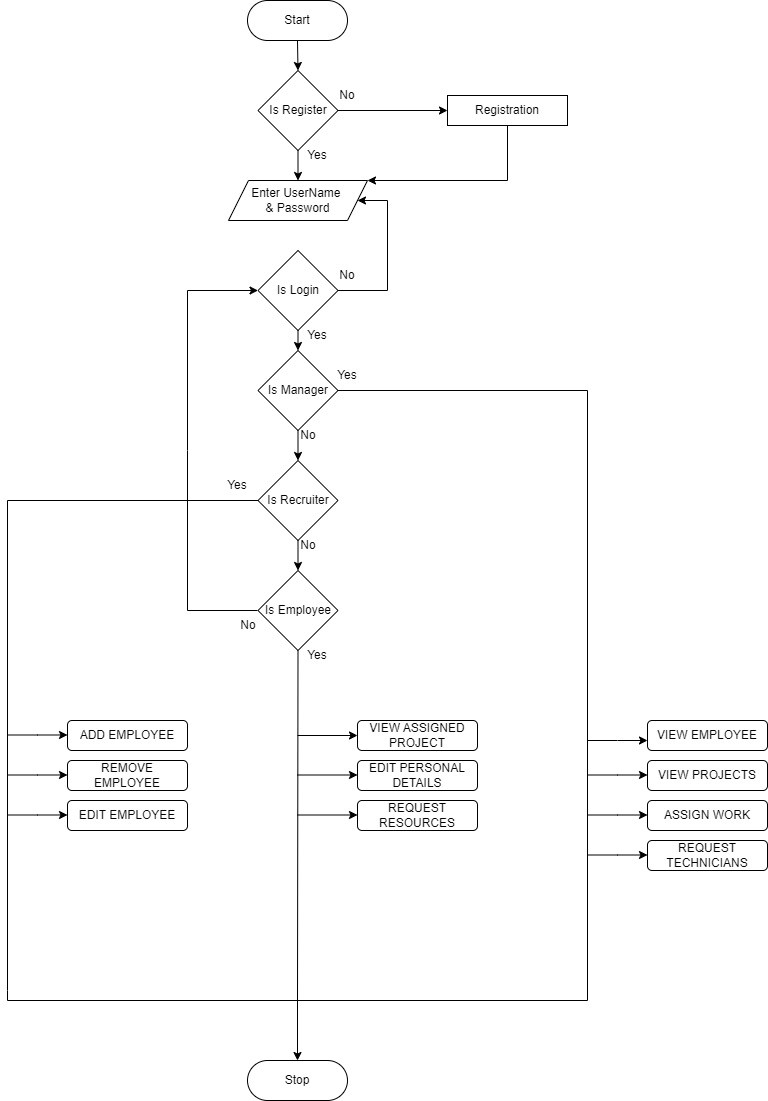 Start
Is Register
No
Registration
Yes
Enter UserName
& Password
Is Login
No
Yes
Is Manager
Yes
No
Is Recruiter
Yes
No
Is Employee
No
Yes
ADD EMPLOYEE
REMOVE
EMPLOYEE
EDIT EMPLOYEE
VIEW ASSIGNED
PROJECT
EDIT PERSONAL
DETAILS
REQUEST
RESOURCES
VIEW EMPLOYEE
VIEW PROJECTS
ASSIGN WORK
REQUEST
TECHNICIANS
Stop